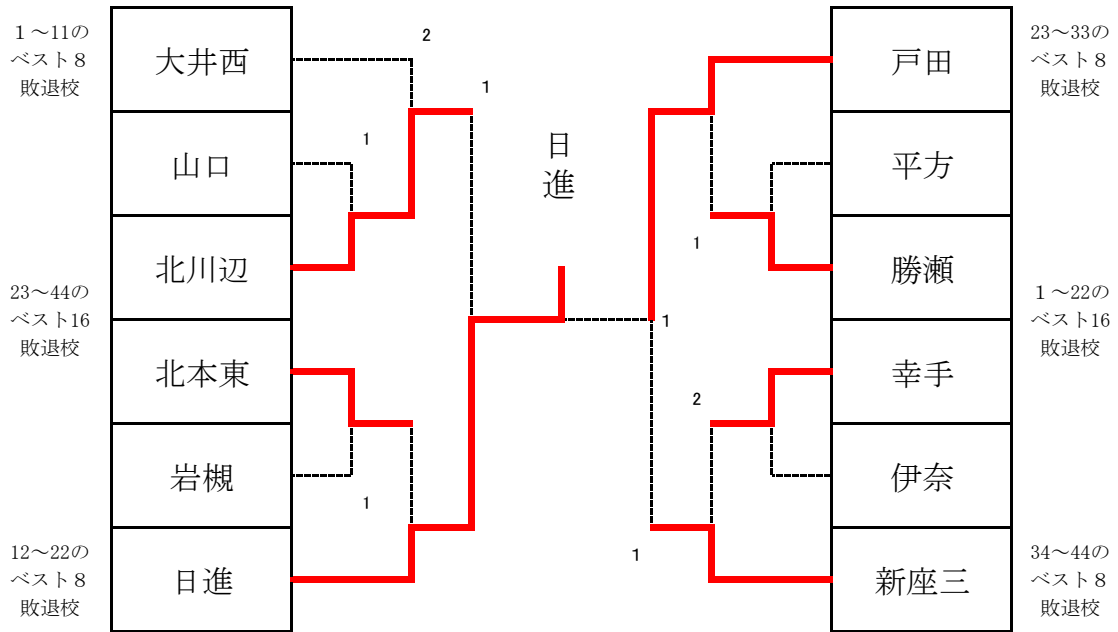 １～11の
ベスト８
敗退校
大井西
山口
北川辺
23～44の
ベスト16
敗退校
北本東
岩槻
12～22の
ベスト８
敗退校
日進
2
1
1
1
日
進
1
1
2
1
戸田
平方
勝瀬
幸手
伊奈
新座三
23～33の
ベスト８
敗退校
１～22の
ベスト16
敗退校
34～44の
ベスト８
敗退校